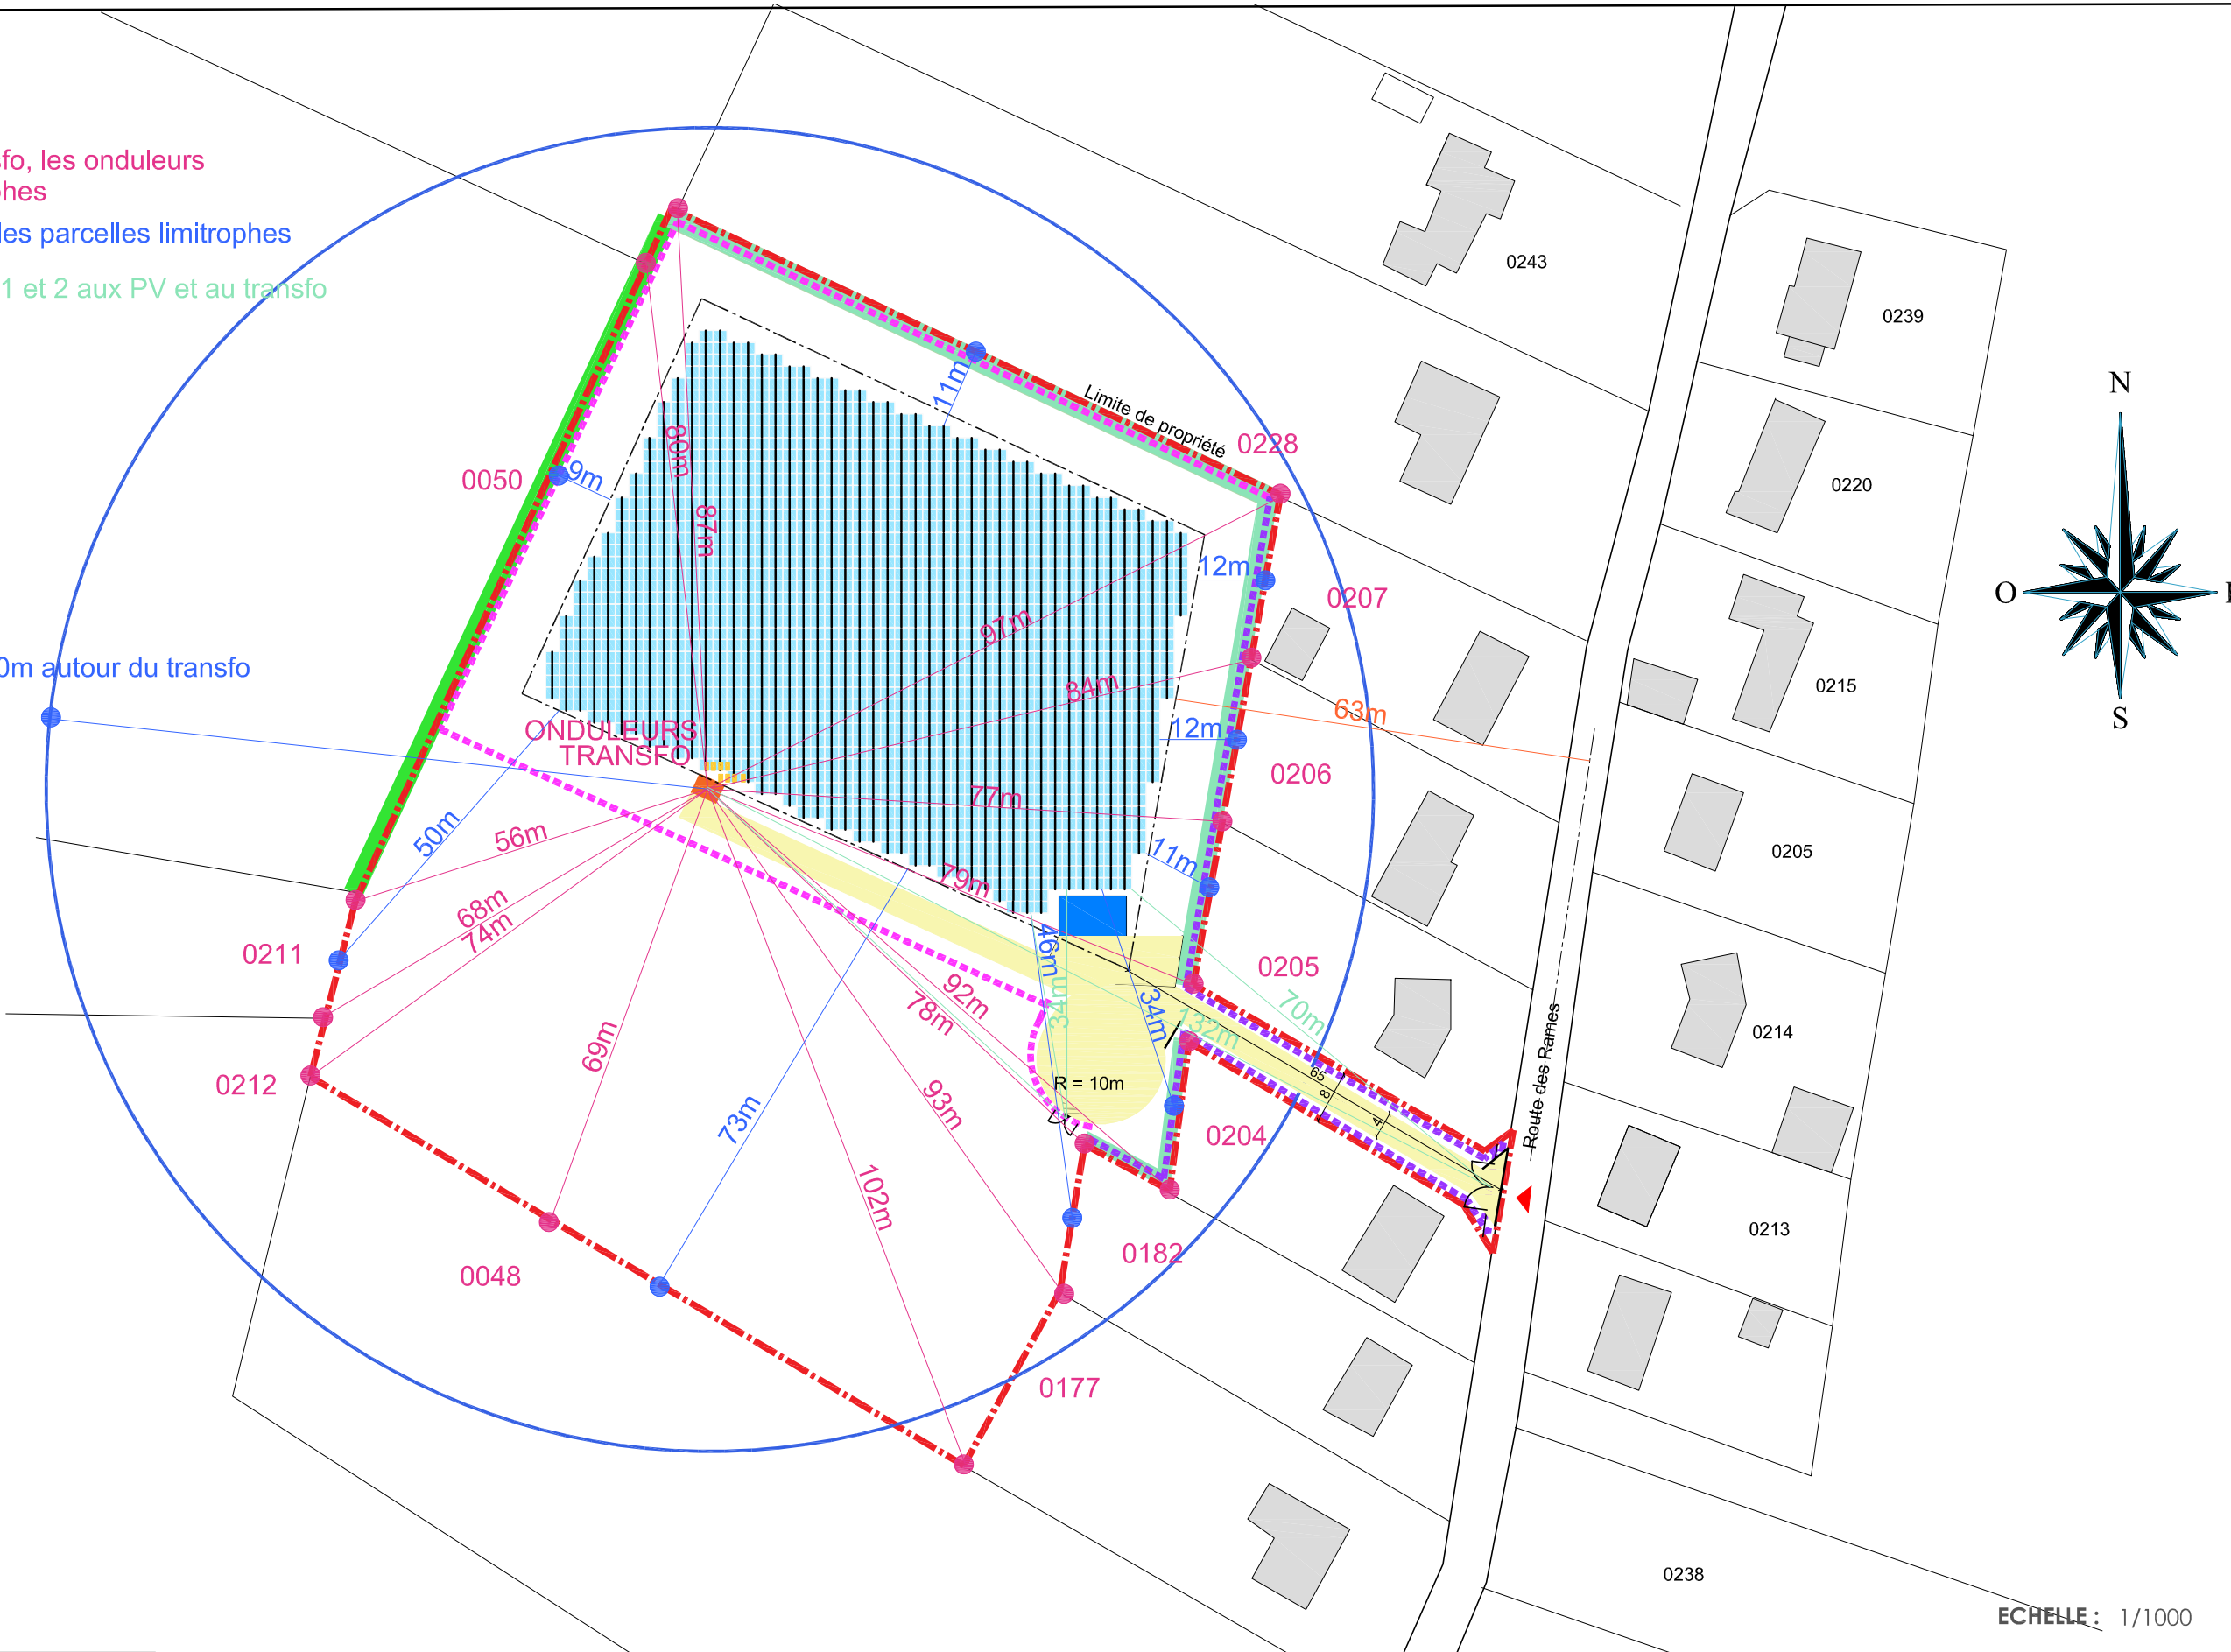 sfo, les onduleurs
phes
des parcelles limitrophes
1 et 2 aux PV et au transfo
0m autour du transfo
0243
0239
0220
0215
0205
0214
0213
0238
N
O
S
11m
Limite de propriété
0228
80m
87m
0050
9m
12m
0207
97m
84m
63m
12m
0206
ONDULEURS
TRANSFO
77m
50m
56m
11m
79m
68m
74m
0211
46m
34m
92m
78m
34m
0205
70m
132m
69m
0212
R = 10m
65
8
4
Route des Rames
73m
93m
0204
102m
0182
0048
0177
ECHELLE : 1/1000